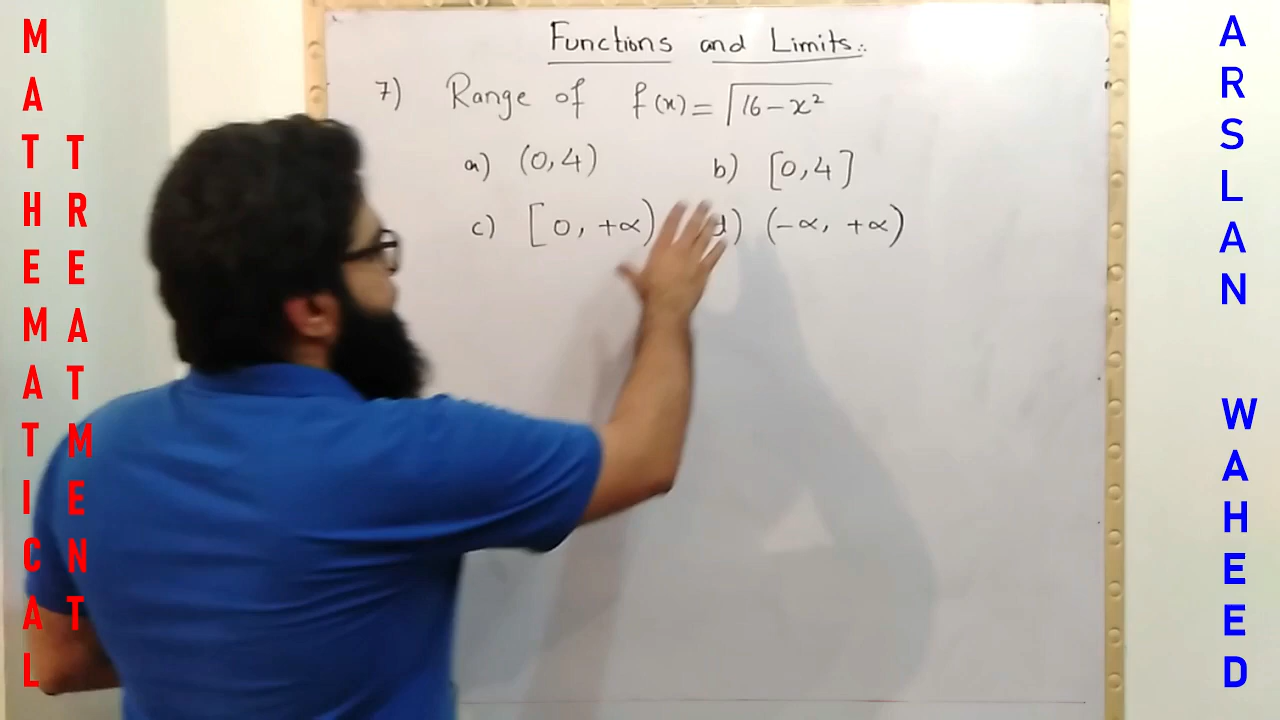 MATHEMATICAL
TREATMENT
Functions and Limits.:
7) Range of f(x) = √16 - x²
a) (0,4) b) [0,4]
c) [0, +∝) d) (-∝, +∝)
ARSLAN WAHEED